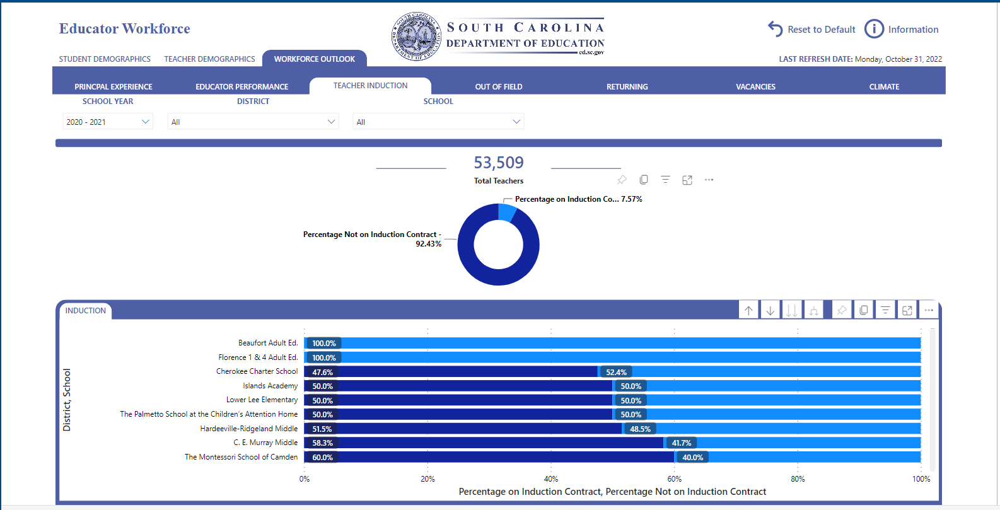 Educator Workforce
SOUTH CAROLINA
DEPARTMENT OF EDUCATION
ed.sc.gov
Reset to Default
Information
STUDENT DEMOGRAPHICS
TEACHER DEMOGRAPHICS
WORKFORCE OUTLOOK
LAST REFRESH DATE: Monday, October 31, 2022
PRINCPAL EXPERIENCE
EDUCATOR PERFORMANCE
TEACHER INDUCTION
OUT OF FIELD
RETURNING
VACANCIES
CLIMATE
SCHOOL YEAR
DISTRICT
SCHOOL
2020 - 2021
All
All
53,509
Total Teachers
Percentage on Induction Co... 7.57%
Percentage Not on Induction Contract -
92.43%
INDUCTION
District, School
Beaufort Adult Ed. 100.0%
Florence 1 & 4 Adult Ed. 100.0%
Cherokee Charter School 47.6% 52.4%
Islands Academy 50.0% 50.0%
Lower Lee Elementary 50.0% 50.0%
The Palmetto School at the Children's Attention Home 50.0% 50.0%
Hardeeville-Ridgeland Middle 51.5% 48.5%
C. E. Murray Middle 58.3% 41.7%
The Montessori School of Camden 60.0% 40.0%
0% 20% 40% 60% 80% 100%
Percentage on Induction Contract, Percentage Not on Induction Contract